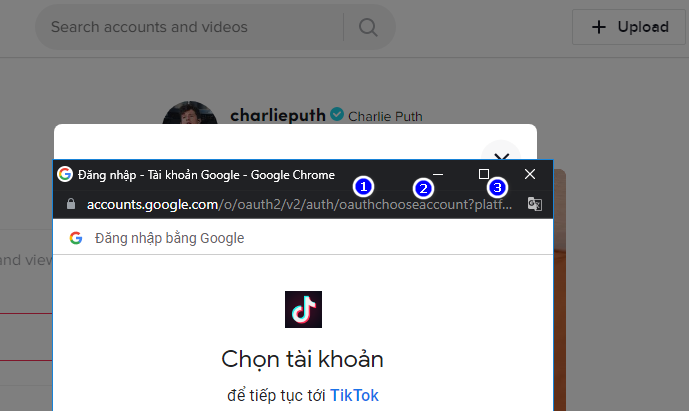 Search accounts and videos
Upload
charlieputh Charlie Puth
Đăng nhập - Tài khoản Google - Google Chrome
1 2 3
accounts.google.com/o/oauth2/v2/auth/oauthchooseaccount?platf...
Đăng nhập bằng Google
and view
Chọn tài khoản
để tiếp tục tới TikTok